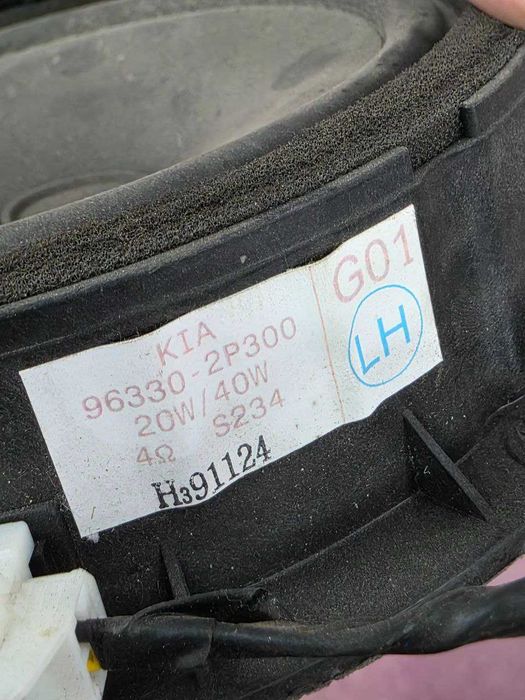 KIA
96330-2P300
20W/40W
4Ω S234
H391124
G01
LH